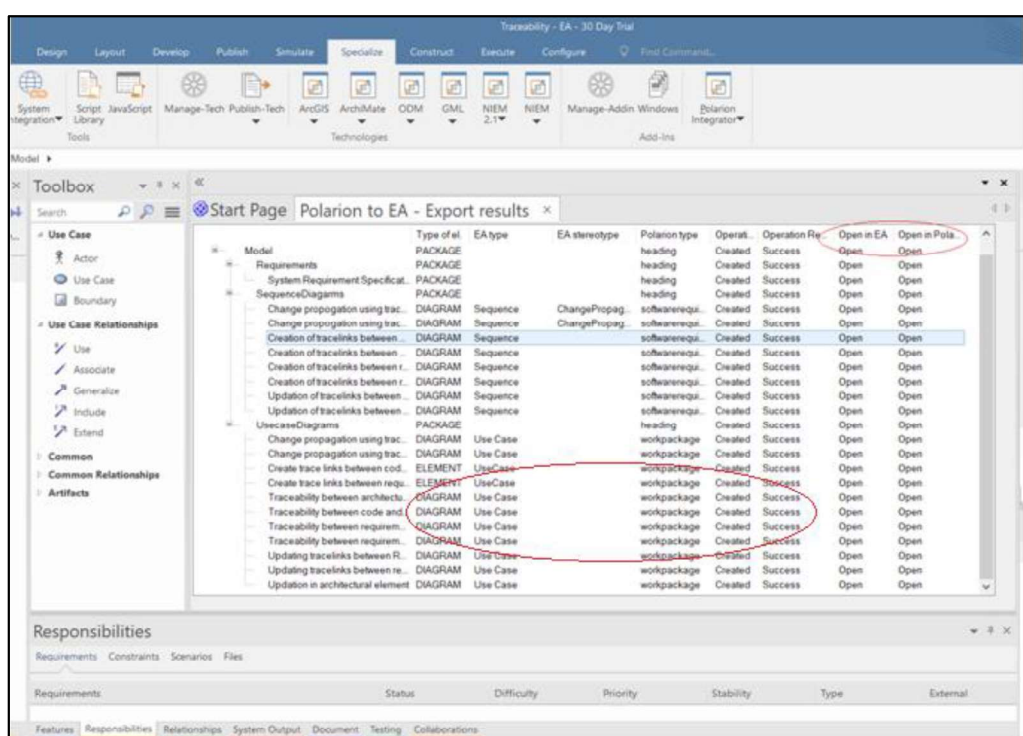 Traceability - EA - 30 Day Trial
Design Layout Develop Publish Simulate Specialize Construct Execute Configure Find Command...
System Script JavaScript Manage-Tech Publish-Tech ArcGIS ArchiMate ODM GML NIEM NIEM Manage-Addin Windows Polarion
tegration Library 2.1 Integrator
Tools Technologies Add-Ins
Model
Toolbox
Start Page Polarion to EA - Export results
Search
Type of el. EA type EA stereotype Polarion type Operati... Operation Re... Open in EA Open in Pola...
Use Case
Model PACKAGE heading Created Success Open Open
Actor
Requirements PACKAGE heading Created Success Open Open
Use Case
System Requirement Specificat... PACKAGE heading Created Success Open Open
Boundary
SequenceDiagarms PACKAGE heading Created Success Open Open
Change propogation using trac... DIAGRAM Sequence ChangePropag... softwarerequi... Created Success Open Open
Use Case Relationships
Change propogation using trac... DIAGRAM Sequence ChangePropag... softwarerequi... Created Success Open Open
Creation of tracelinks between ... DIAGRAM Sequence softwarerequi... Created Success Open Open
Use
Creation of tracelinks between ... DIAGRAM Sequence softwarerequi... Created Success Open Open
Associate
Creation of tracelinks between r... DIAGRAM Sequence softwarerequi... Created Success Open Open
Creation of tracelinks between r... DIAGRAM Sequence softwarerequi... Created Success Open Open
Generalize
Updation of tracelinks between ... DIAGRAM Sequence softwarerequi... Created Success Open Open
Include
Updation of tracelinks between ... DIAGRAM Sequence softwarerequi... Created Success Open Open
Extend
UsecaseDiagrams PACKAGE heading Created Success Open Open
Change propagation using trac... DIAGRAM Use Case workpackage Created Success Open Open
Common
Change propagation using trac... DIAGRAM Use Case workpackage Created Success Open Open
Create trace links between cod... ELEMENT UseCase workpackage Created Success Open Open
Common Relationships
Create trace links between requ... ELEMENT UseCase workpackage Created Success Open Open
Artifacts
Traceability between architectu... DIAGRAM Use Case workpackage Created Success Open Open
Traceability between code and... DIAGRAM Use Case workpackage Created Success Open Open
Traceability between requirem... DIAGRAM Use Case workpackage Created Success Open Open
Traceability between requirem... DIAGRAM Use Case workpackage Created Success Open Open
Updating tracelinks between R... DIAGRAM Use Case workpackage Created Success Open Open
Updating tracelinks between re... DIAGRAM Use Case workpackage Created Success Open Open
Updation in architectural element DIAGRAM Use Case workpackage Created Success Open Open
Responsibilities
Requirements Constraints Scenarios Files
Requirements Status Difficulty Priority Stability Type External
Features Responsibilities Relationships System Output Document Testing Collaborations